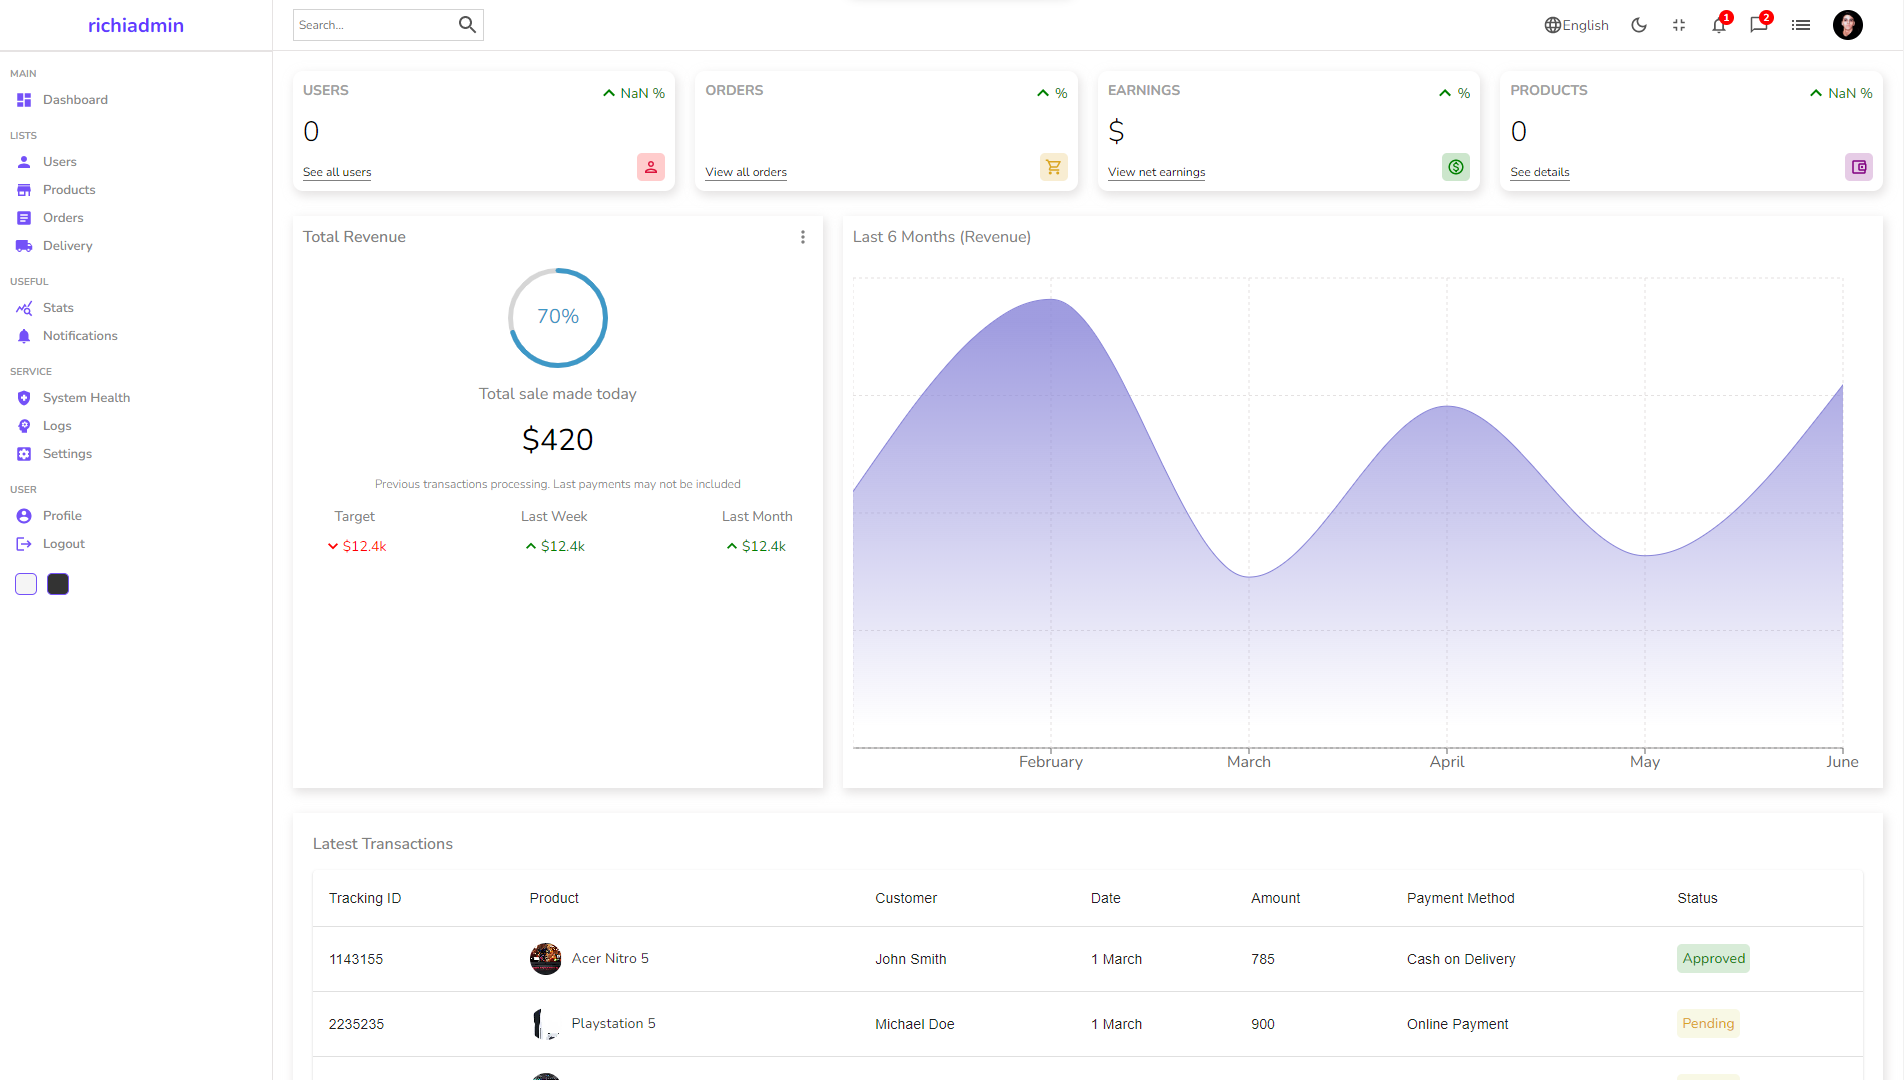 richiadmin
Search...
English
1
2
MAIN
Dashboard
LISTS
Users
Products
Orders
Delivery
USEFUL
Stats
Notifications
SERVICE
System Health
Logs
Settings
USER
Profile
Logout
USERS NaN %
0
See all users
ORDERS %
View all orders
EARNINGS %
$
View net earnings
PRODUCTS NaN %
0
See details
Total Revenue
70%
Total sale made today
$420
Previous transactions processing. Last payments may not be included
Target Last Week Last Month
$12.4k $12.4k $12.4k
Last 6 Months (Revenue)
February March April May June
Latest Transactions
Tracking ID Product Customer Date Amount Payment Method Status
1143155 Acer Nitro 5 John Smith 1 March 785 Cash on Delivery Approved
2235235 Playstation 5 Michael Doe 1 March 900 Online Payment Pending